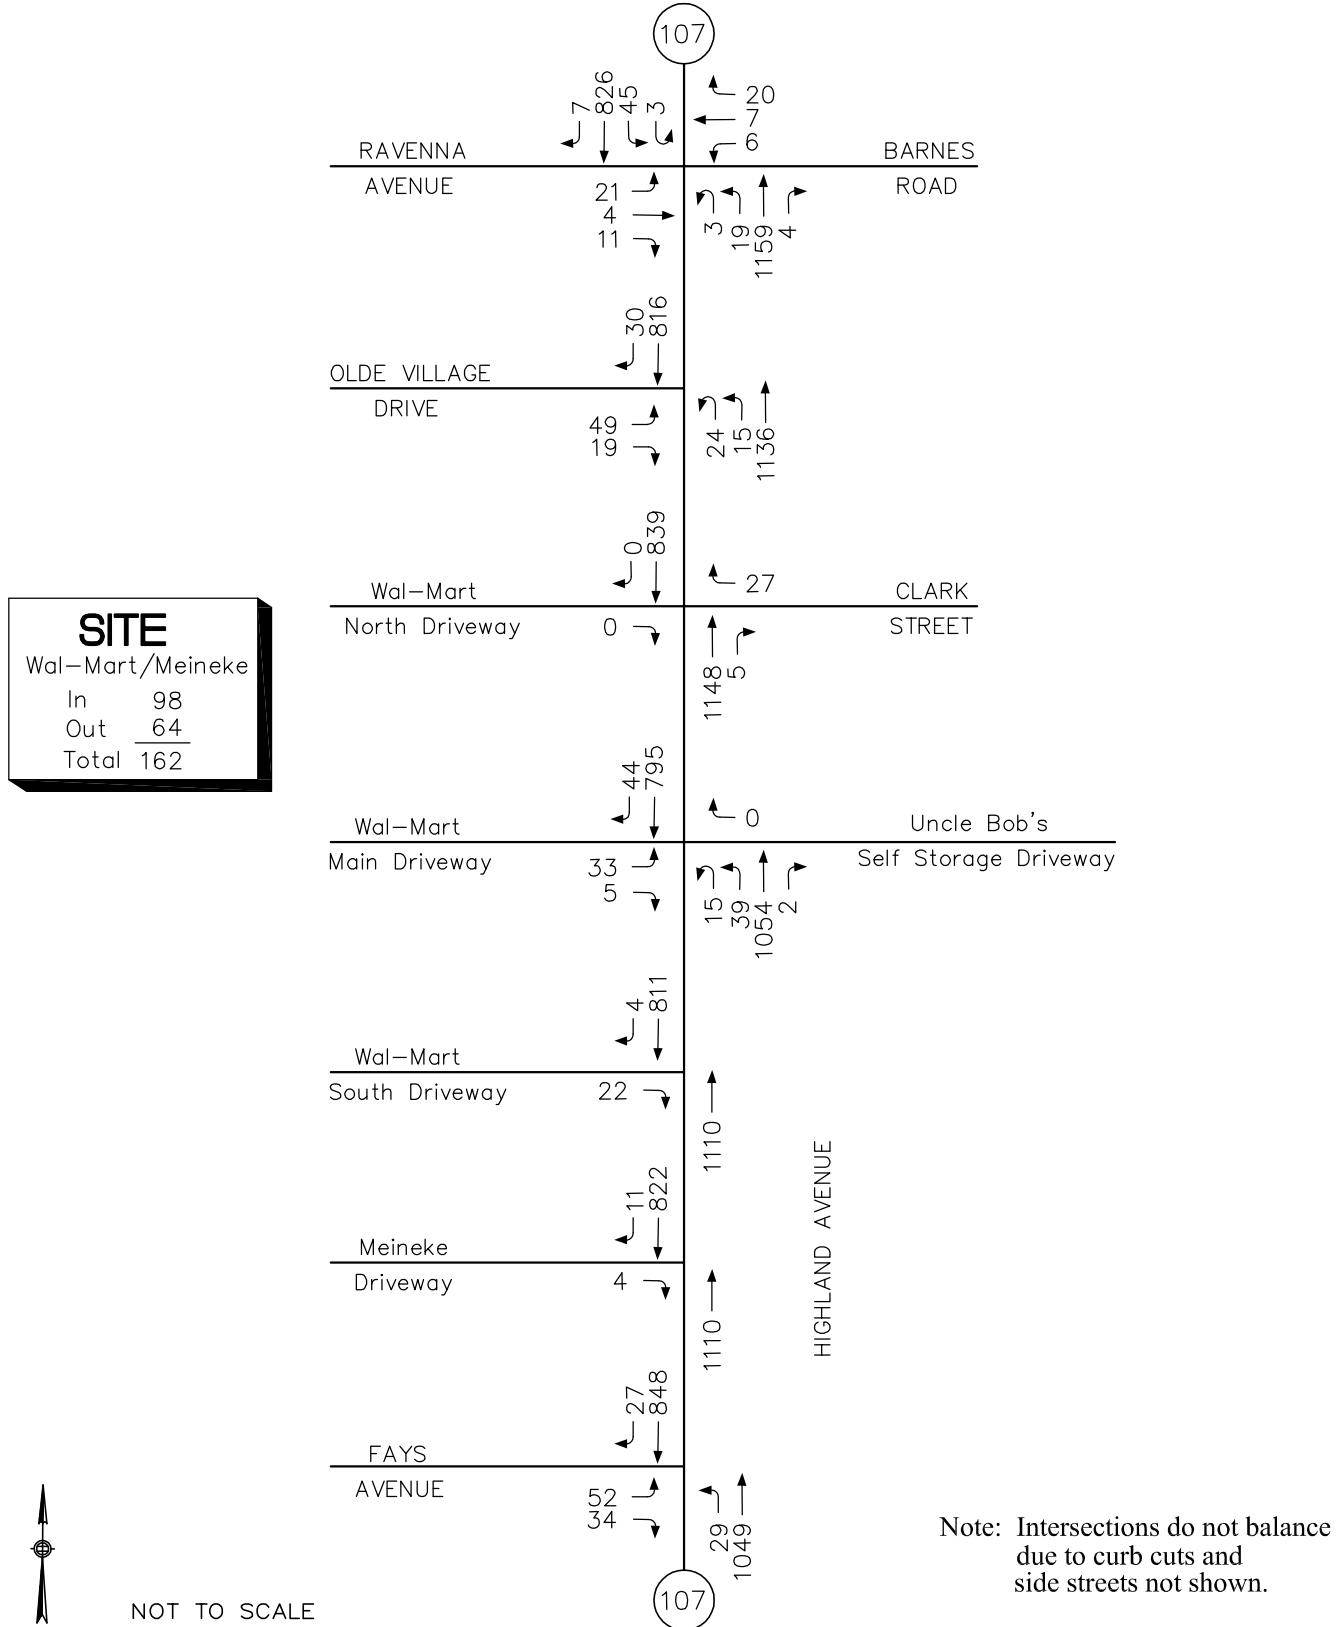 107
7
826
45
3
20
7
6
RAVENNA
AVENUE
BARNES
ROAD
21
4
11
3
19
1159
4
30
816
OLDE VILLAGE
DRIVE
49
19
24
15
1136
0
839
27
Wal-Mart
North Driveway
CLARK
STREET
0
1148
5
SITE
Wal-Mart/Meineke
In 98
Out 64
Total 162
44
795
0
Wal-Mart
Main Driveway
Uncle Bob's
Self Storage Driveway
33
5
15
39
1054
2
4
811
Wal-Mart
South Driveway
22
1110
11
822
Meineke
Driveway
4
1110
HIGHLAND AVENUE
27
848
FAYS
AVENUE
52
34
29
1049
107
NOT TO SCALE
Note: Intersections do not balance
due to curb cuts and
side streets not shown.